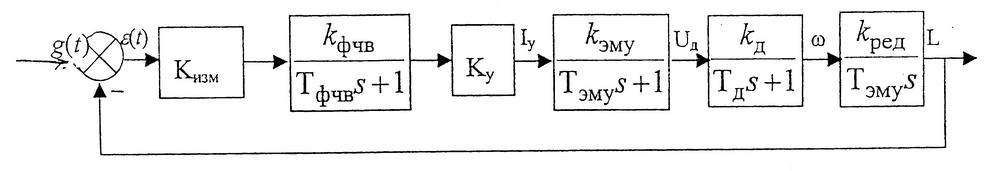 g(t)
ε(t)
−
Kизм
kфчв
Tфчвs + 1
Kу
Iу
kэму
Tэмуs + 1
Uд
kд
Tдs + 1
ω
kред
Tэмуs
L